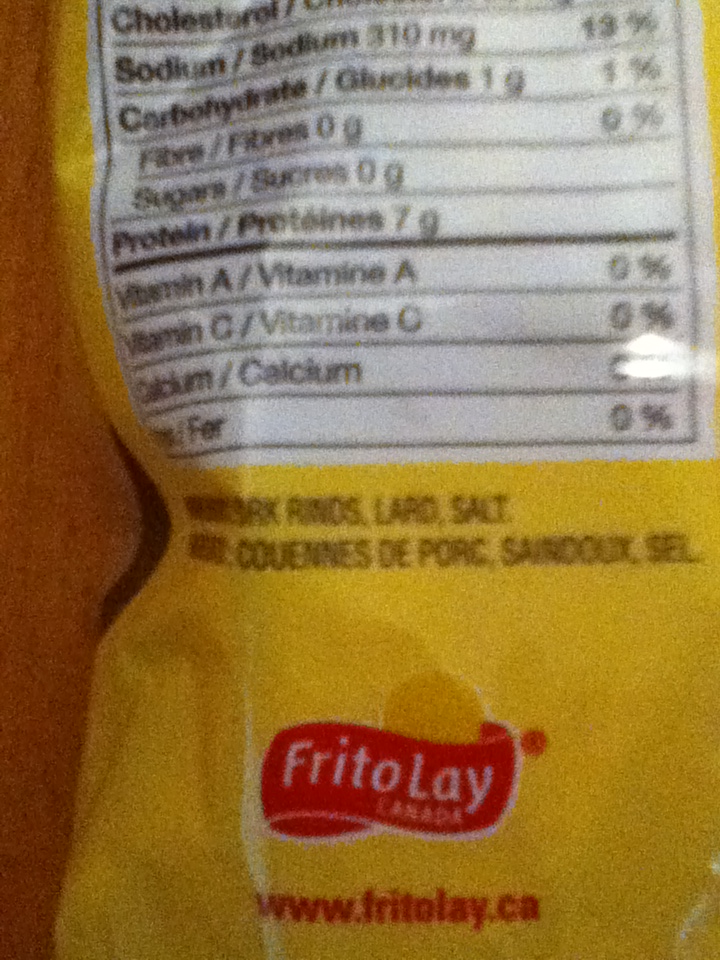 Cholesterol /
Sodium / Sodium 310 mg 13 %
Carbohydrate / Glucides 1 g 1 %
Fibre / Fibres 0 g 0 %
Sugars / Sucres 0 g
Protein / Protéines 7 g
Vitamin A / Vitamine A 0 %
Vitamin C / Vitamine C 0 %
Calcium / Calcium
/ Fer 0 %
RINDS, LARD, SALT.
COUENNES DE PORC, SAINDOUX, SEL.
FritoLay
CANADA
www.fritolay.ca